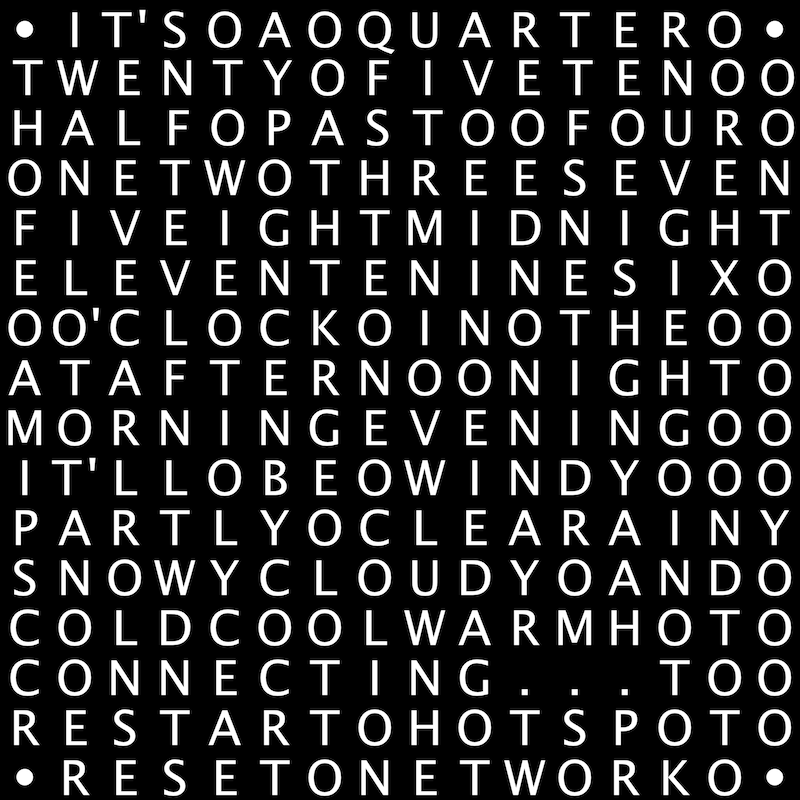 • IT'SOAOQUARTERO •
TWENTYOFIVETENOO
HALFOPASTOOFOURO
ONETWOTHREESEVEN
FIVEIGHTMIDNIGHT
ELEVENTENINESIXO
OO'CLOCKOINOTHEOO
ATAFTERNOONIGHTO
MORNINGEVENINGOO
IT'LLOBEOWINDYOOO
PARTLYOCLEARAINY
SNOWYCLOUDYOANDO
COLDCOOLWARMHOTO
CONNECTING...TOO
RESTARTOHOTSPOTO
• RESETONETWORKO •